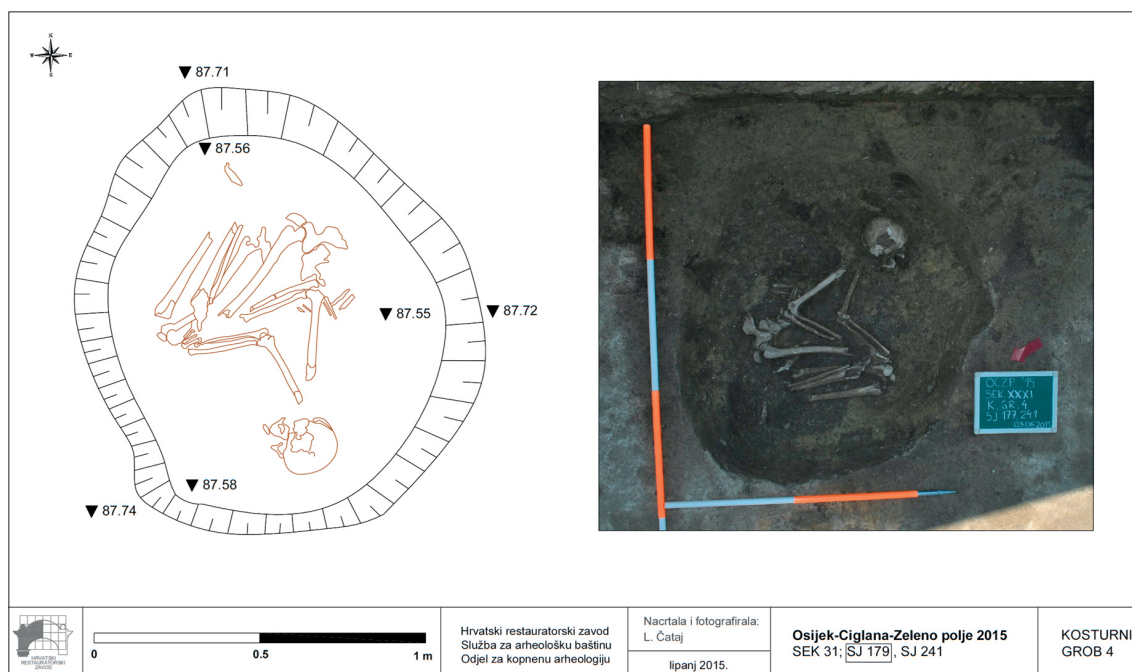 N
W E
S
87.71
87.56
87.55
87.72
87.58
87.74
OCZP '15
SEK XXXI
K. GR. 4
SJ 177, 241
03.06.2015
HRVATSKI
RESTAURATORSKI
ZAVOD
0 0.5 1 m
Hrvatski restauratorski zavod
Služba za arheološku baštinu
Odjel za kopnenu arheologiju
Nacrtala i fotografirala:
L. Čataj
lipanj 2015.
Osijek-Ciglana-Zeleno polje 2015
SEK 31; SJ 179 , SJ 241
KOSTURNI
GROB 4